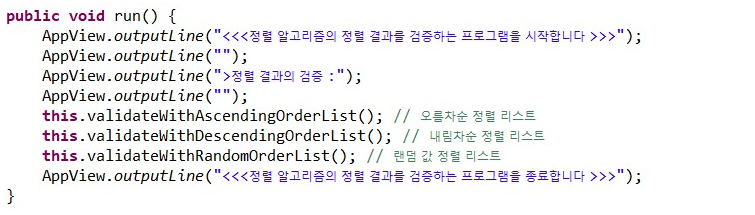 public void run() {
AppView.outputLine("<<<정렬 알고리즘의 정렬 결과를 검증하는 프로그램을 시작합니다 >>>");
AppView.outputLine("");
AppView.outputLine(">정렬 결과의 검증 :");
AppView.outputLine("");
this.validateWithAscendingOrderList(); // 오름차순 정렬 리스트
this.validateWithDescendingOrderList(); // 내림차순 정렬 리스트
this.validateWithRandomOrderList(); // 랜덤 값 정렬 리스트
AppView.outputLine("<<<정렬 알고리즘의 정렬 결과를 검증하는 프로그램을 종료합니다 >>>");
}